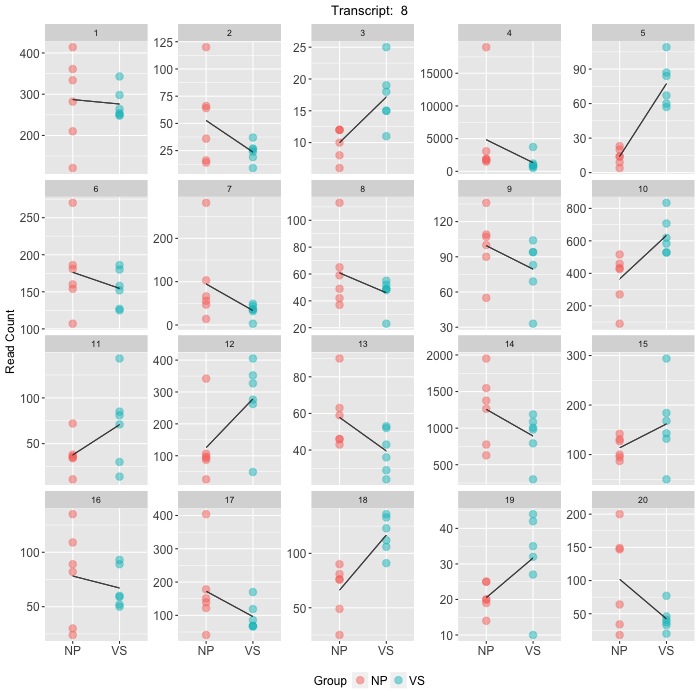 Transcript: 8
1 2 3 4 5
400 300 200
125 100 75 50 25
25 20 15 10
15000 10000 5000 0
90 60 30 0
6 7 8 9 10
250 200 150 100
200 100 0
100 80 60 40 20
120 90 60 30
800 600 400 200
Read Count
11 12 13 14 15
100 50
400 300 200 100
80 60 40
2000 1500 1000 500
300 200 100
16 17 18 19 20
100 50
400 300 200 100
100 50
40 30 20 10
200 150 100 50
NP VS NP VS NP VS NP VS NP VS
Group NP VS